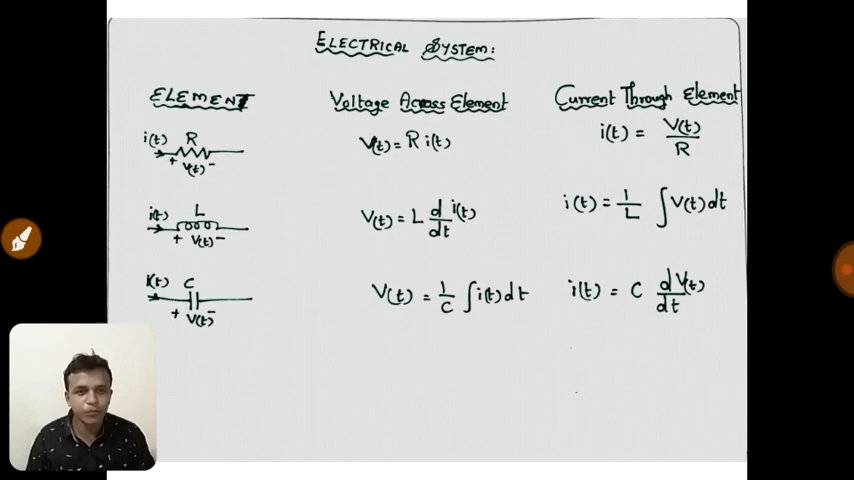 ELECTRICAL SYSTEM:
ELEMENT Voltage Across Element Current Through Element
i(t) R
+ V(t) -
V(t) = R i(t)
i(t) = V(t)/R
i(t) L
+ V(t) -
V(t) = L d/dt i(t)
i(t) = 1/L ∫ V(t) dt
i(t) C
+ V(t) -
V(t) = 1/C ∫ i(t) dt
i(t) = C dV(t)/dt